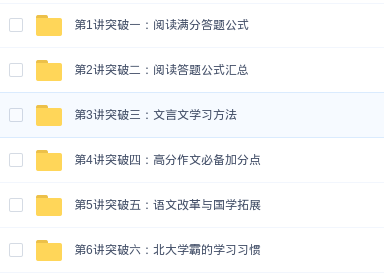 第1讲突破一：阅读满分答题公式
第2讲突破二：阅读答题公式汇总
第3讲突破三：文言文学习方法
第4讲突破四：高分作文必备加分点
第5讲突破五：语文改革与国学拓展
第6讲突破六：北大学霸的学习习惯